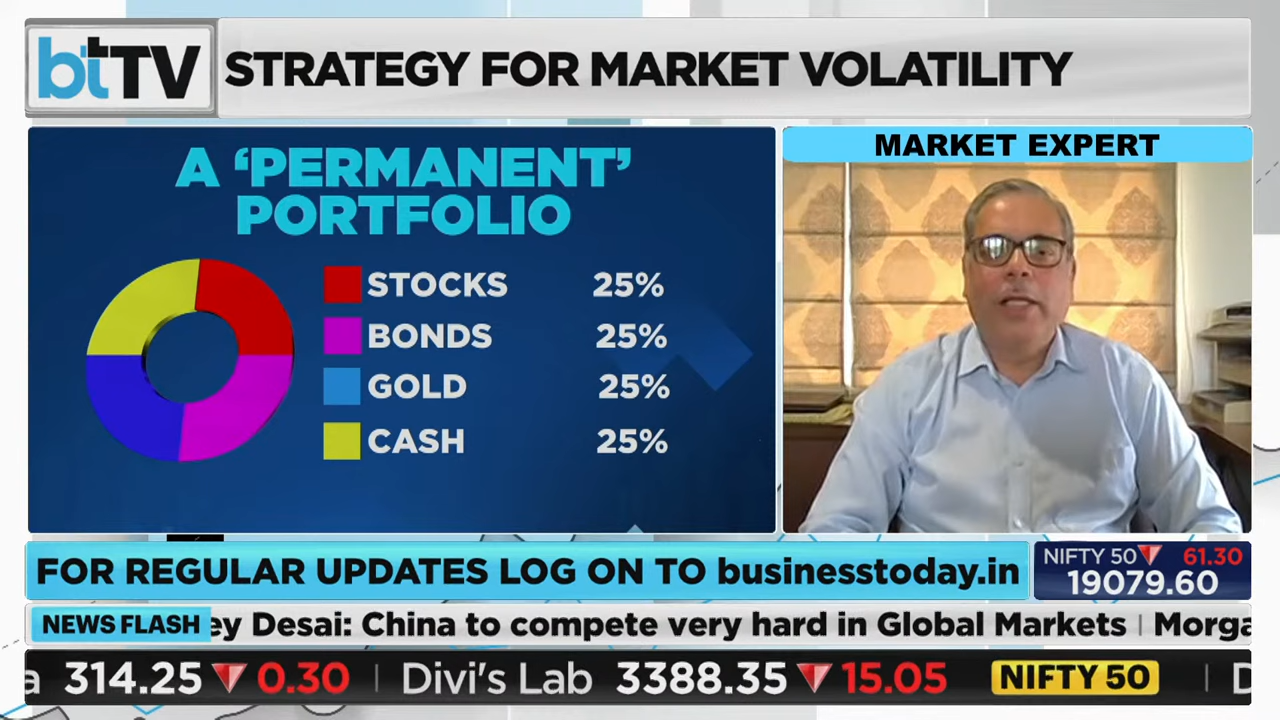 btTV
STRATEGY FOR MARKET VOLATILITY
A ‘PERMANENT’
PORTFOLIO
STOCKS 25%
BONDS 25%
GOLD 25%
CASH 25%
MARKET EXPERT
FOR REGULAR UPDATES LOG ON TO businesstoday.in
NIFTY 50 61.30
19079.60
NEWS FLASH
ey Desai: China to compete very hard in Global Markets | Morga
a 314.25 0.30 | Divi's Lab 3388.35 15.05 NIFTY 50 | D